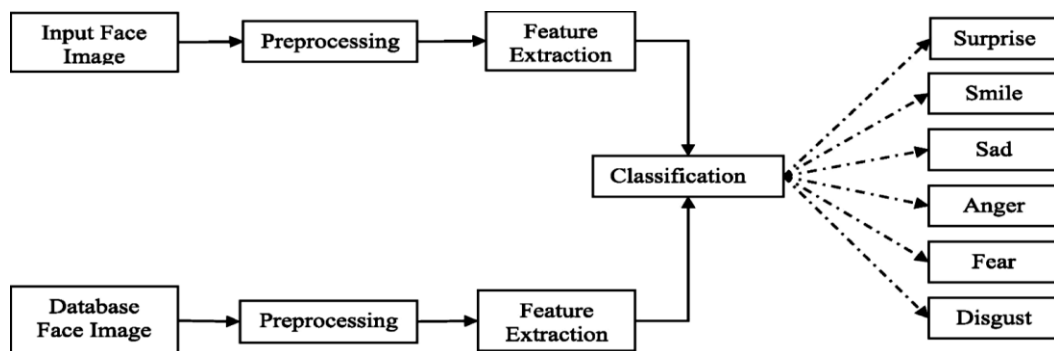 Input Face
Image
Preprocessing
Feature
Extraction
Classification
Database
Face Image
Preprocessing
Feature
Extraction
Surprise
Smile
Sad
Anger
Fear
Disgust